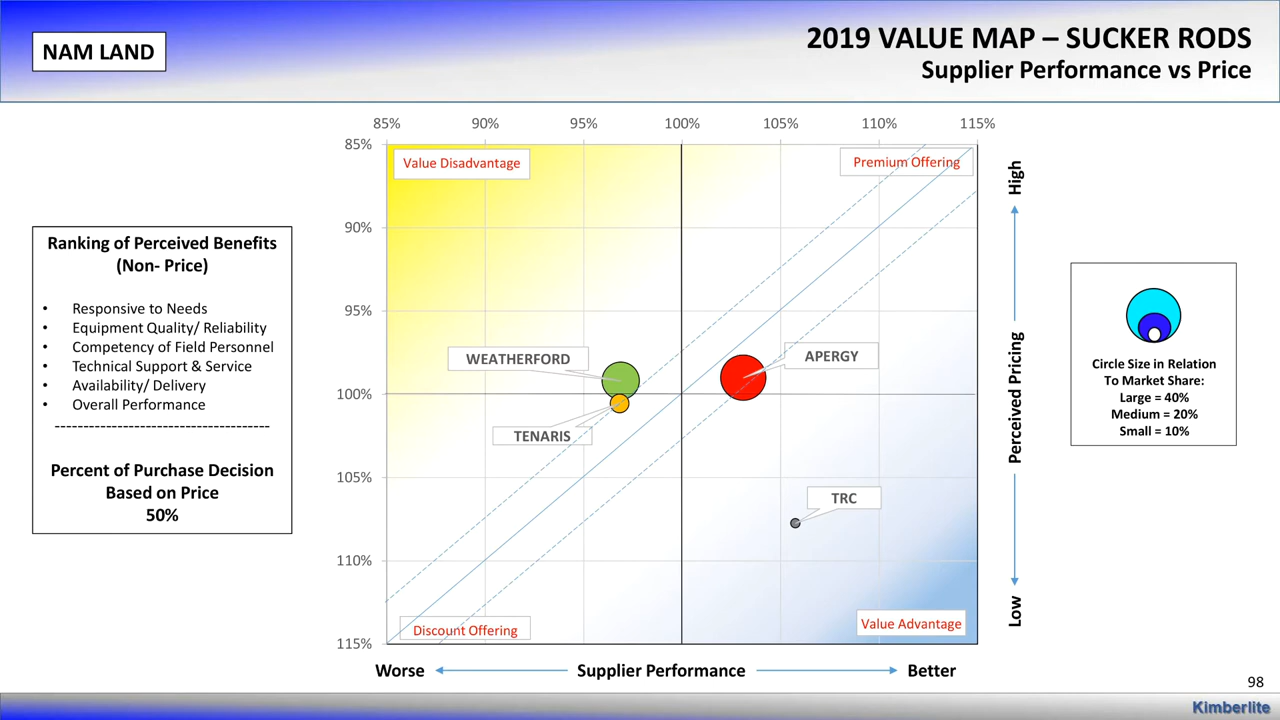 NAM LAND
2019 VALUE MAP – SUCKER RODS
Supplier Performance vs Price
85%
90%
95%
100%
105%
110%
115%
85%
90%
95%
100%
105%
110%
115%
Value Disadvantage
Premium Offering
Discount Offering
Value Advantage
WEATHERFORD
APERGY
TENARIS
TRC
Ranking of Perceived Benefits
(Non- Price)
• Responsive to Needs
• Equipment Quality/ Reliability
• Competency of Field Personnel
• Technical Support & Service
• Availability/ Delivery
• Overall Performance
-------------------------------------
Percent of Purchase Decision
Based on Price
50%
High
Perceived Pricing
Low
Circle Size in Relation
To Market Share:
Large = 40%
Medium = 20%
Small = 10%
Worse
Supplier Performance
Better
98
Kimberlite